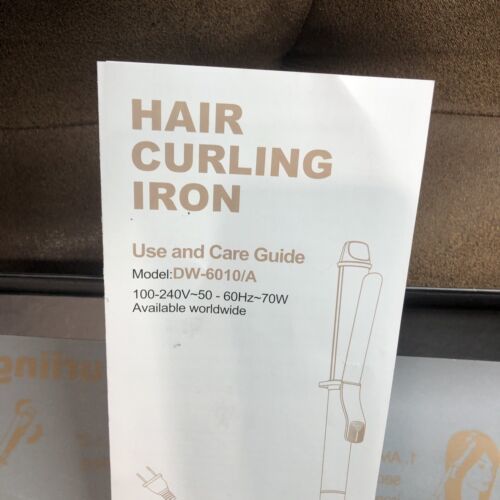 HAIR
CURLING
IRON
Use and Care Guide
Model:DW-6010/A
100-240V~50 - 60Hz~70W
Available worldwide